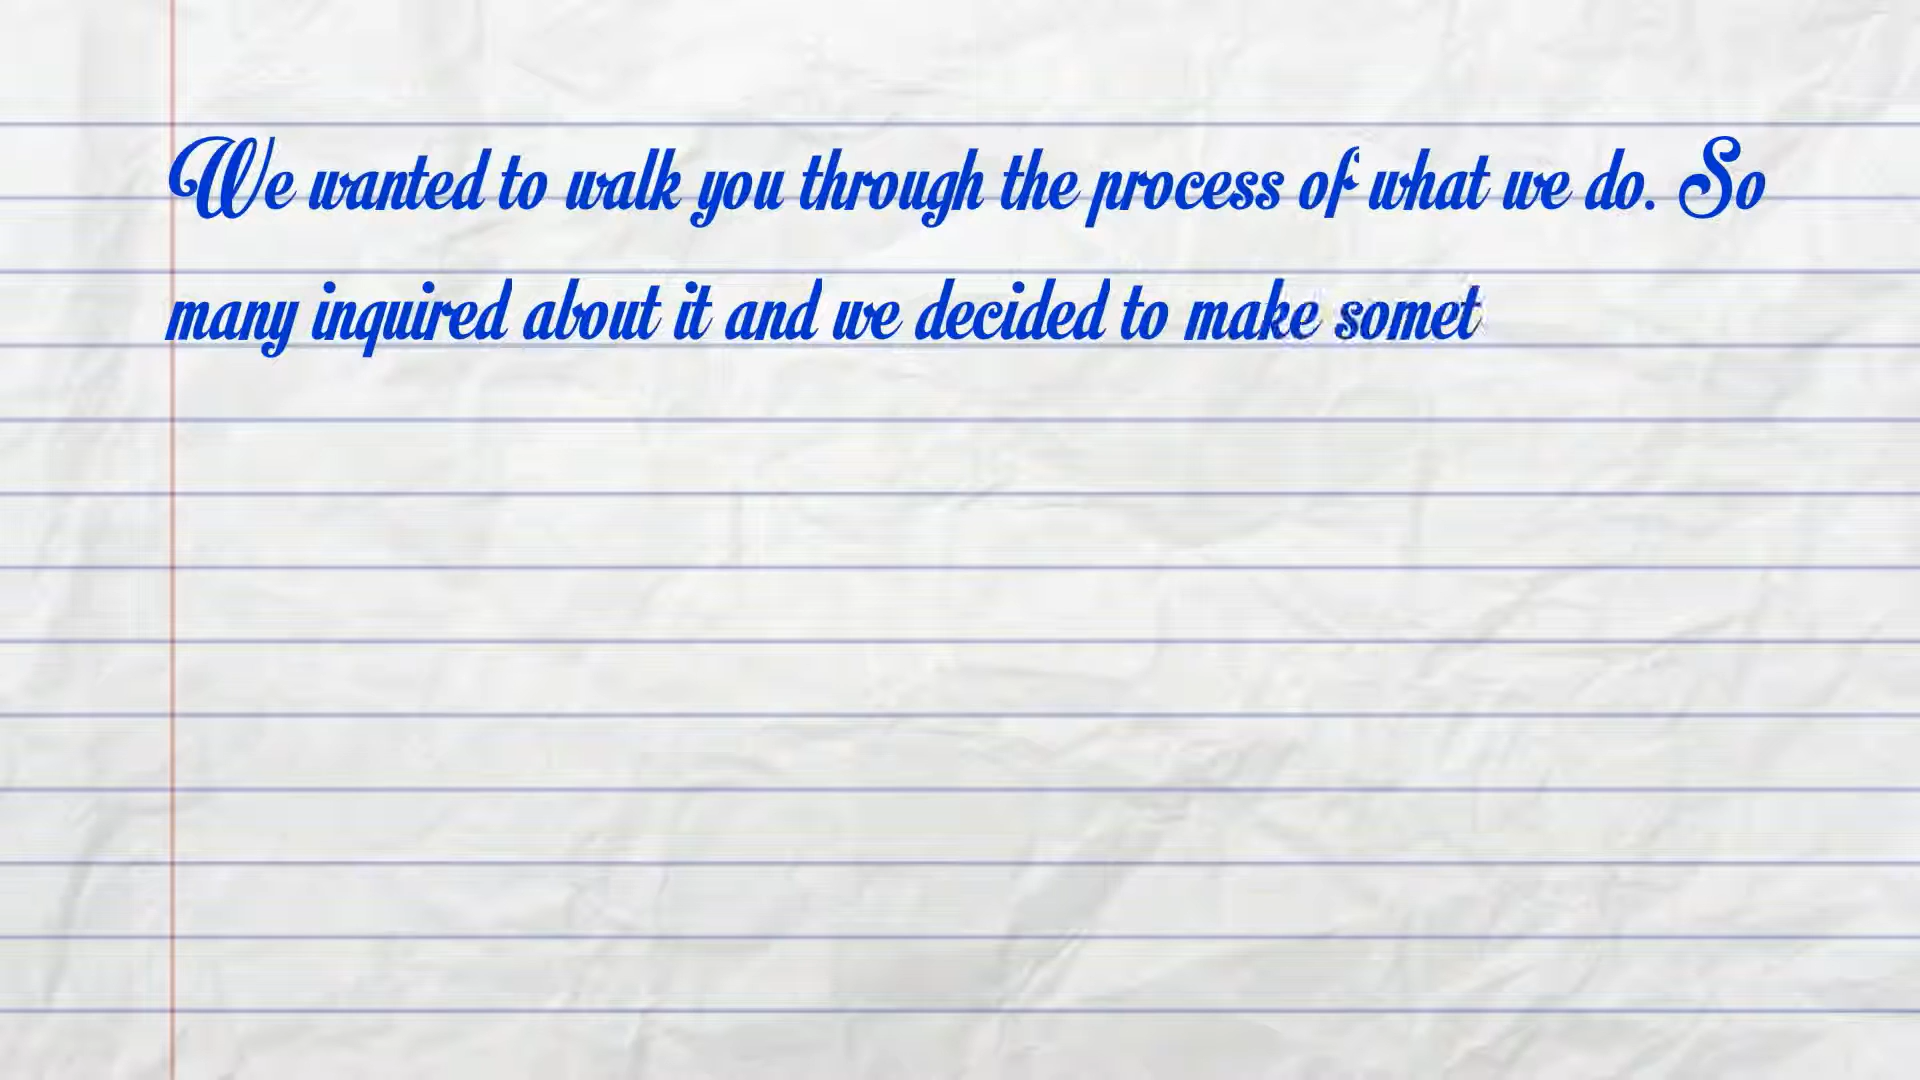 We wanted to walk you through the process of what we do. So
many inquired about it and we decided to make somet